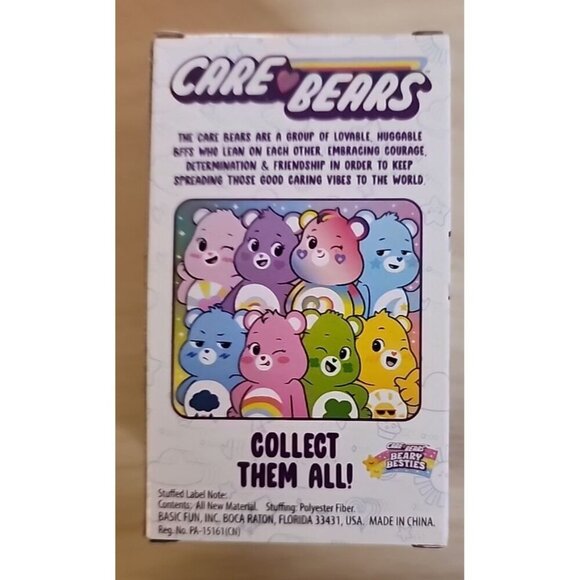 CARE BEARS
THE CARE BEARS ARE A GROUP OF LOVABLE, HUGGABLE
BFFS WHO LEAN ON EACH OTHER, EMBRACING COURAGE,
DETERMINATION & FRIENDSHIP IN ORDER TO KEEP
SPREADING THOSE GOOD CARING VIBES TO THE WORLD.
COLLECT
THEM ALL!
CARE BEARS
BEARY
BESTIES
Stuffed Label Note:
Contents: All New Material. Stuffing: Polyester Fiber.
BASIC FUN, INC. BOCA RATON, FLORIDA 33431, USA. MADE IN CHINA.
Reg. No. PA-15161(CN)